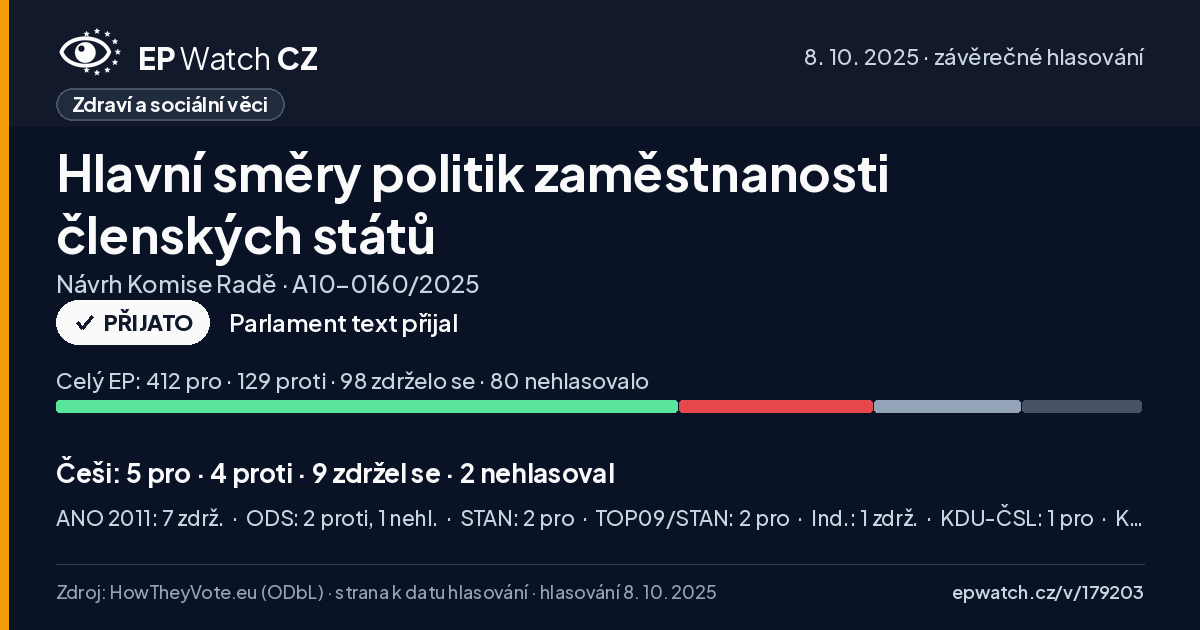 EP Watch CZ
8. 10. 2025 · závěrečné hlasování
Zdraví a sociální věci
Hlavní směry politik zaměstnanosti
členských států
Návrh Komise Radě · A10–0160/2025
✓ PŘIJATO
Parlament text přijal
Celý EP: 412 pro · 129 proti · 98 zdrželo se · 80 nehlasovalo
Češi: 5 pro · 4 proti · 9 zdržel se · 2 nehlasoval
ANO 2011: 7 zdrž. · ODS: 2 proti, 1 nehl. · STAN: 2 pro · TOP09/STAN: 2 pro · Ind.: 1 zdrž. · KDU-ČSL: 1 pro · K…
Zdroj: HowTheyVote.eu (ODbL) · strana k datu hlasování · hlasování 8. 10. 2025
epwatch.cz/v/179203